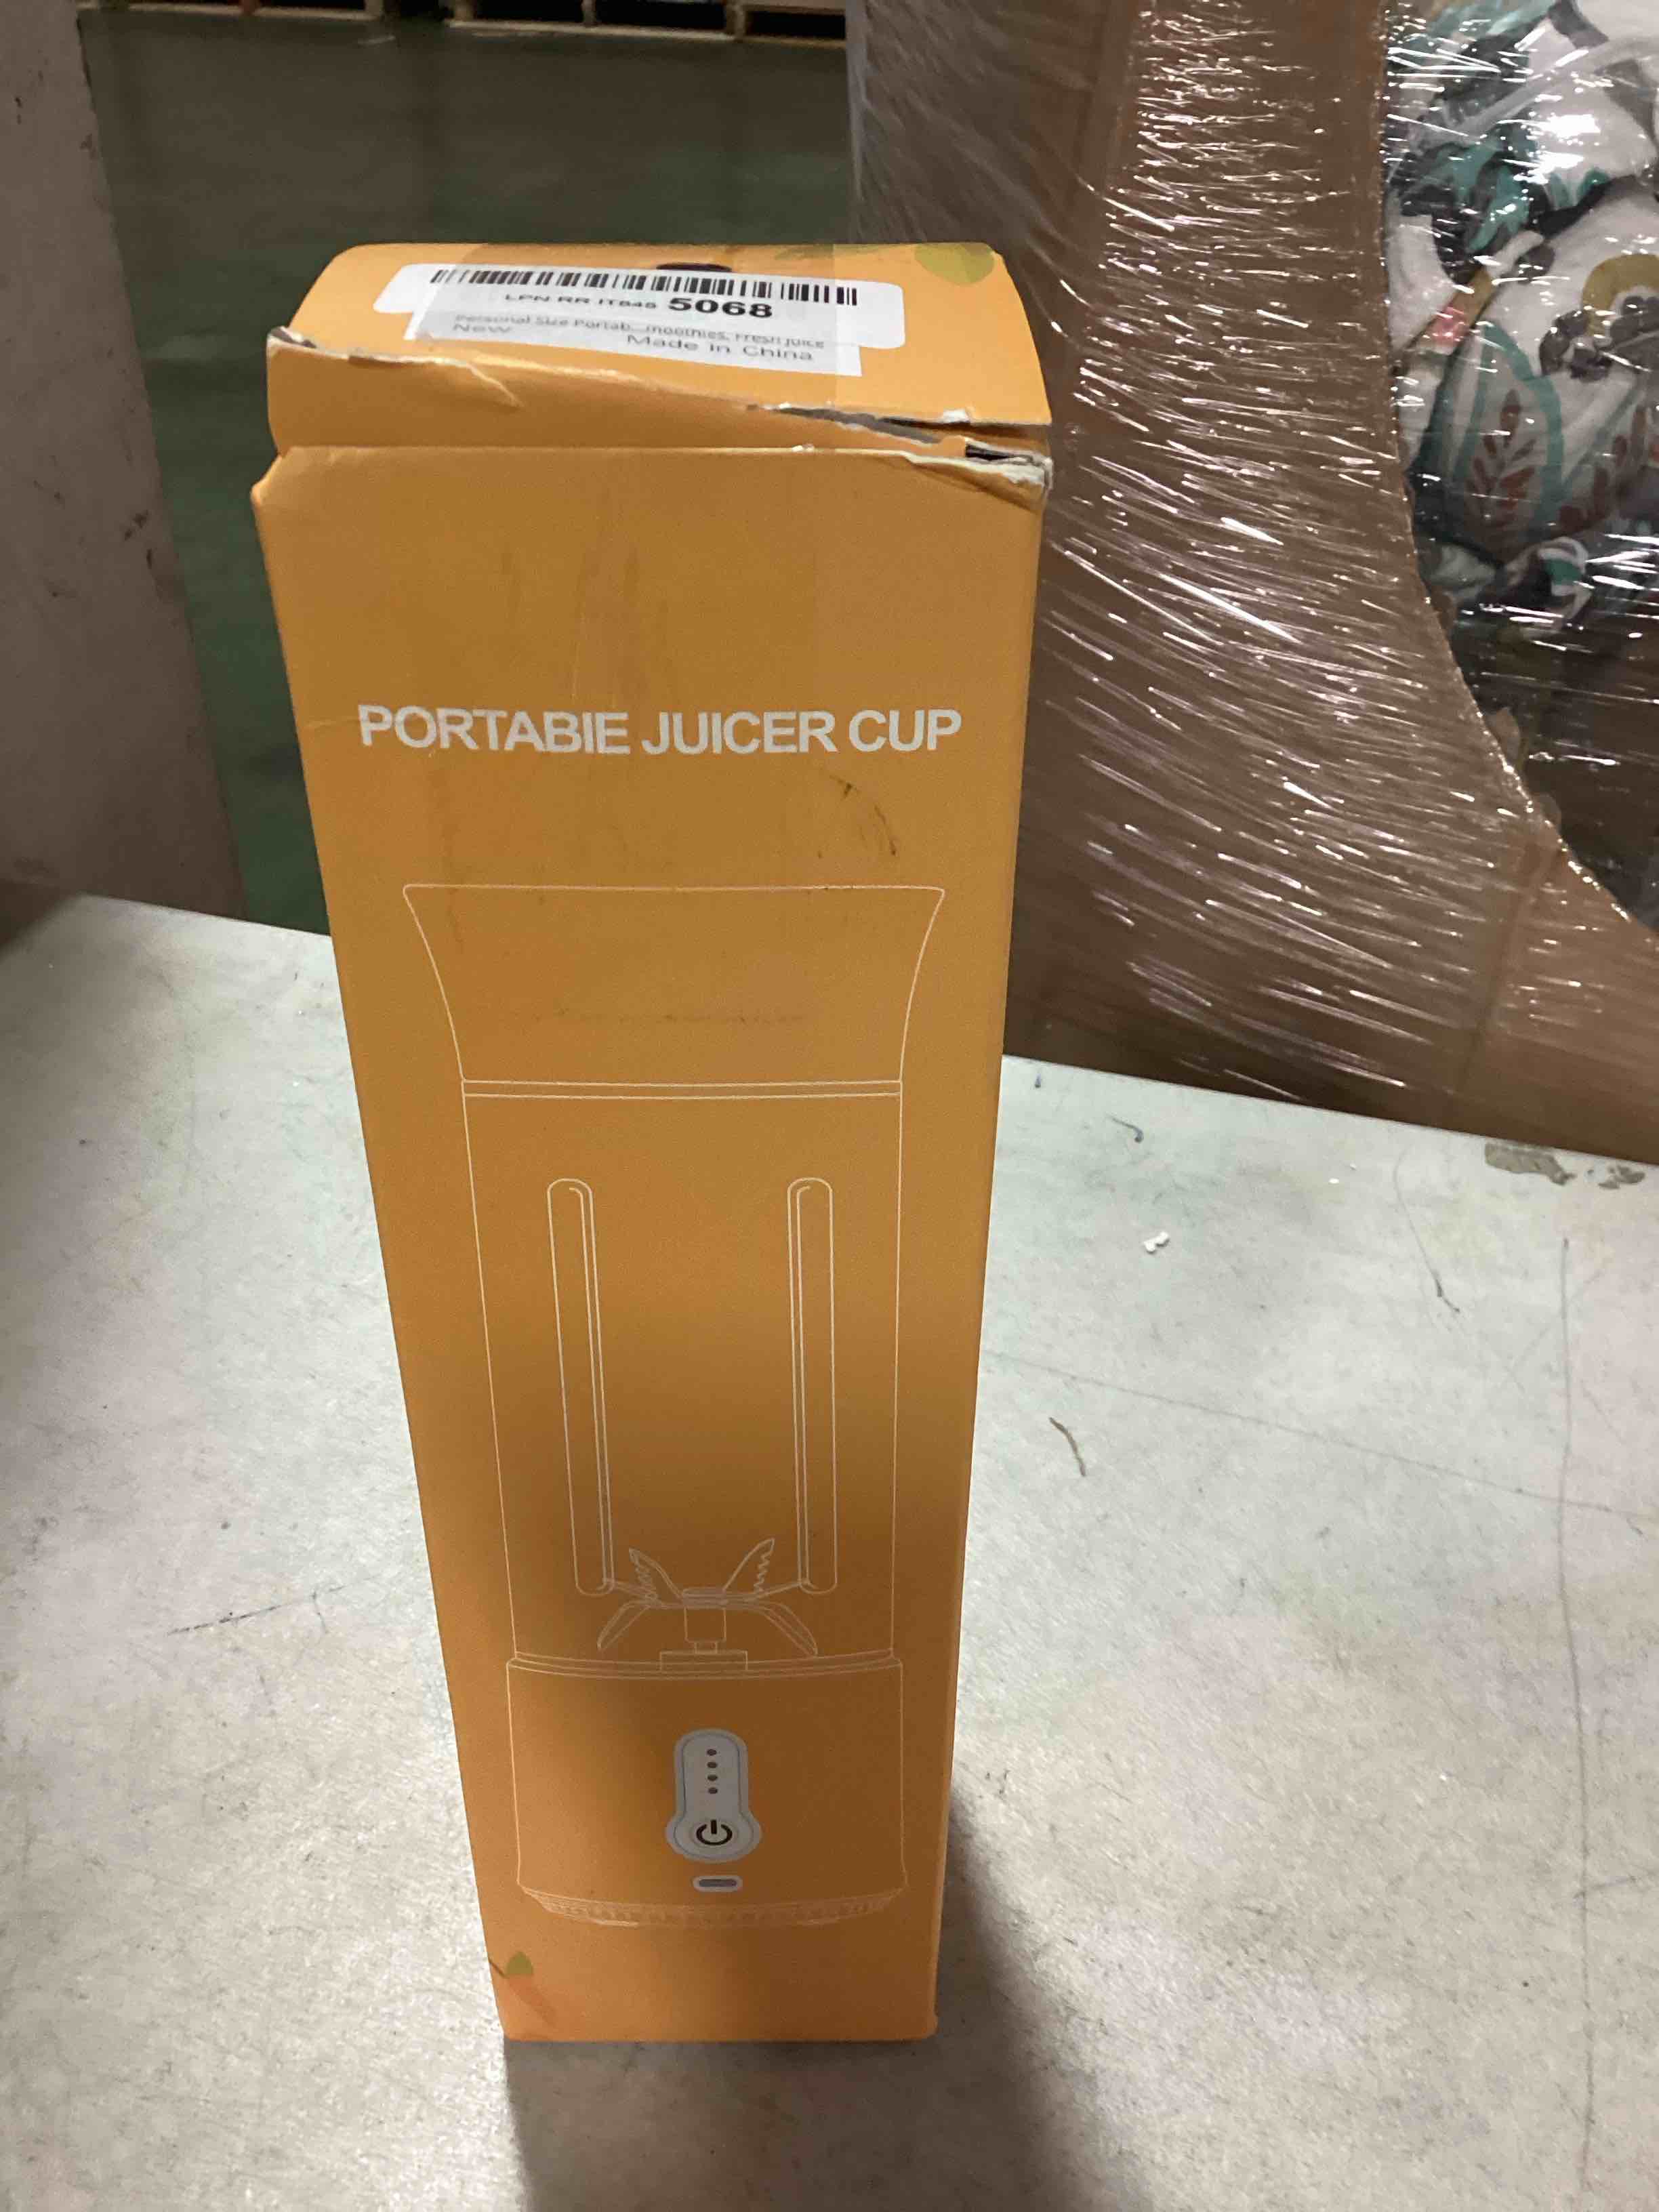 LPN RR IT845 5068
Personal Size Portab...moothies, Fresh Juice
New
Made in China
PORTABIE JUICER CUP